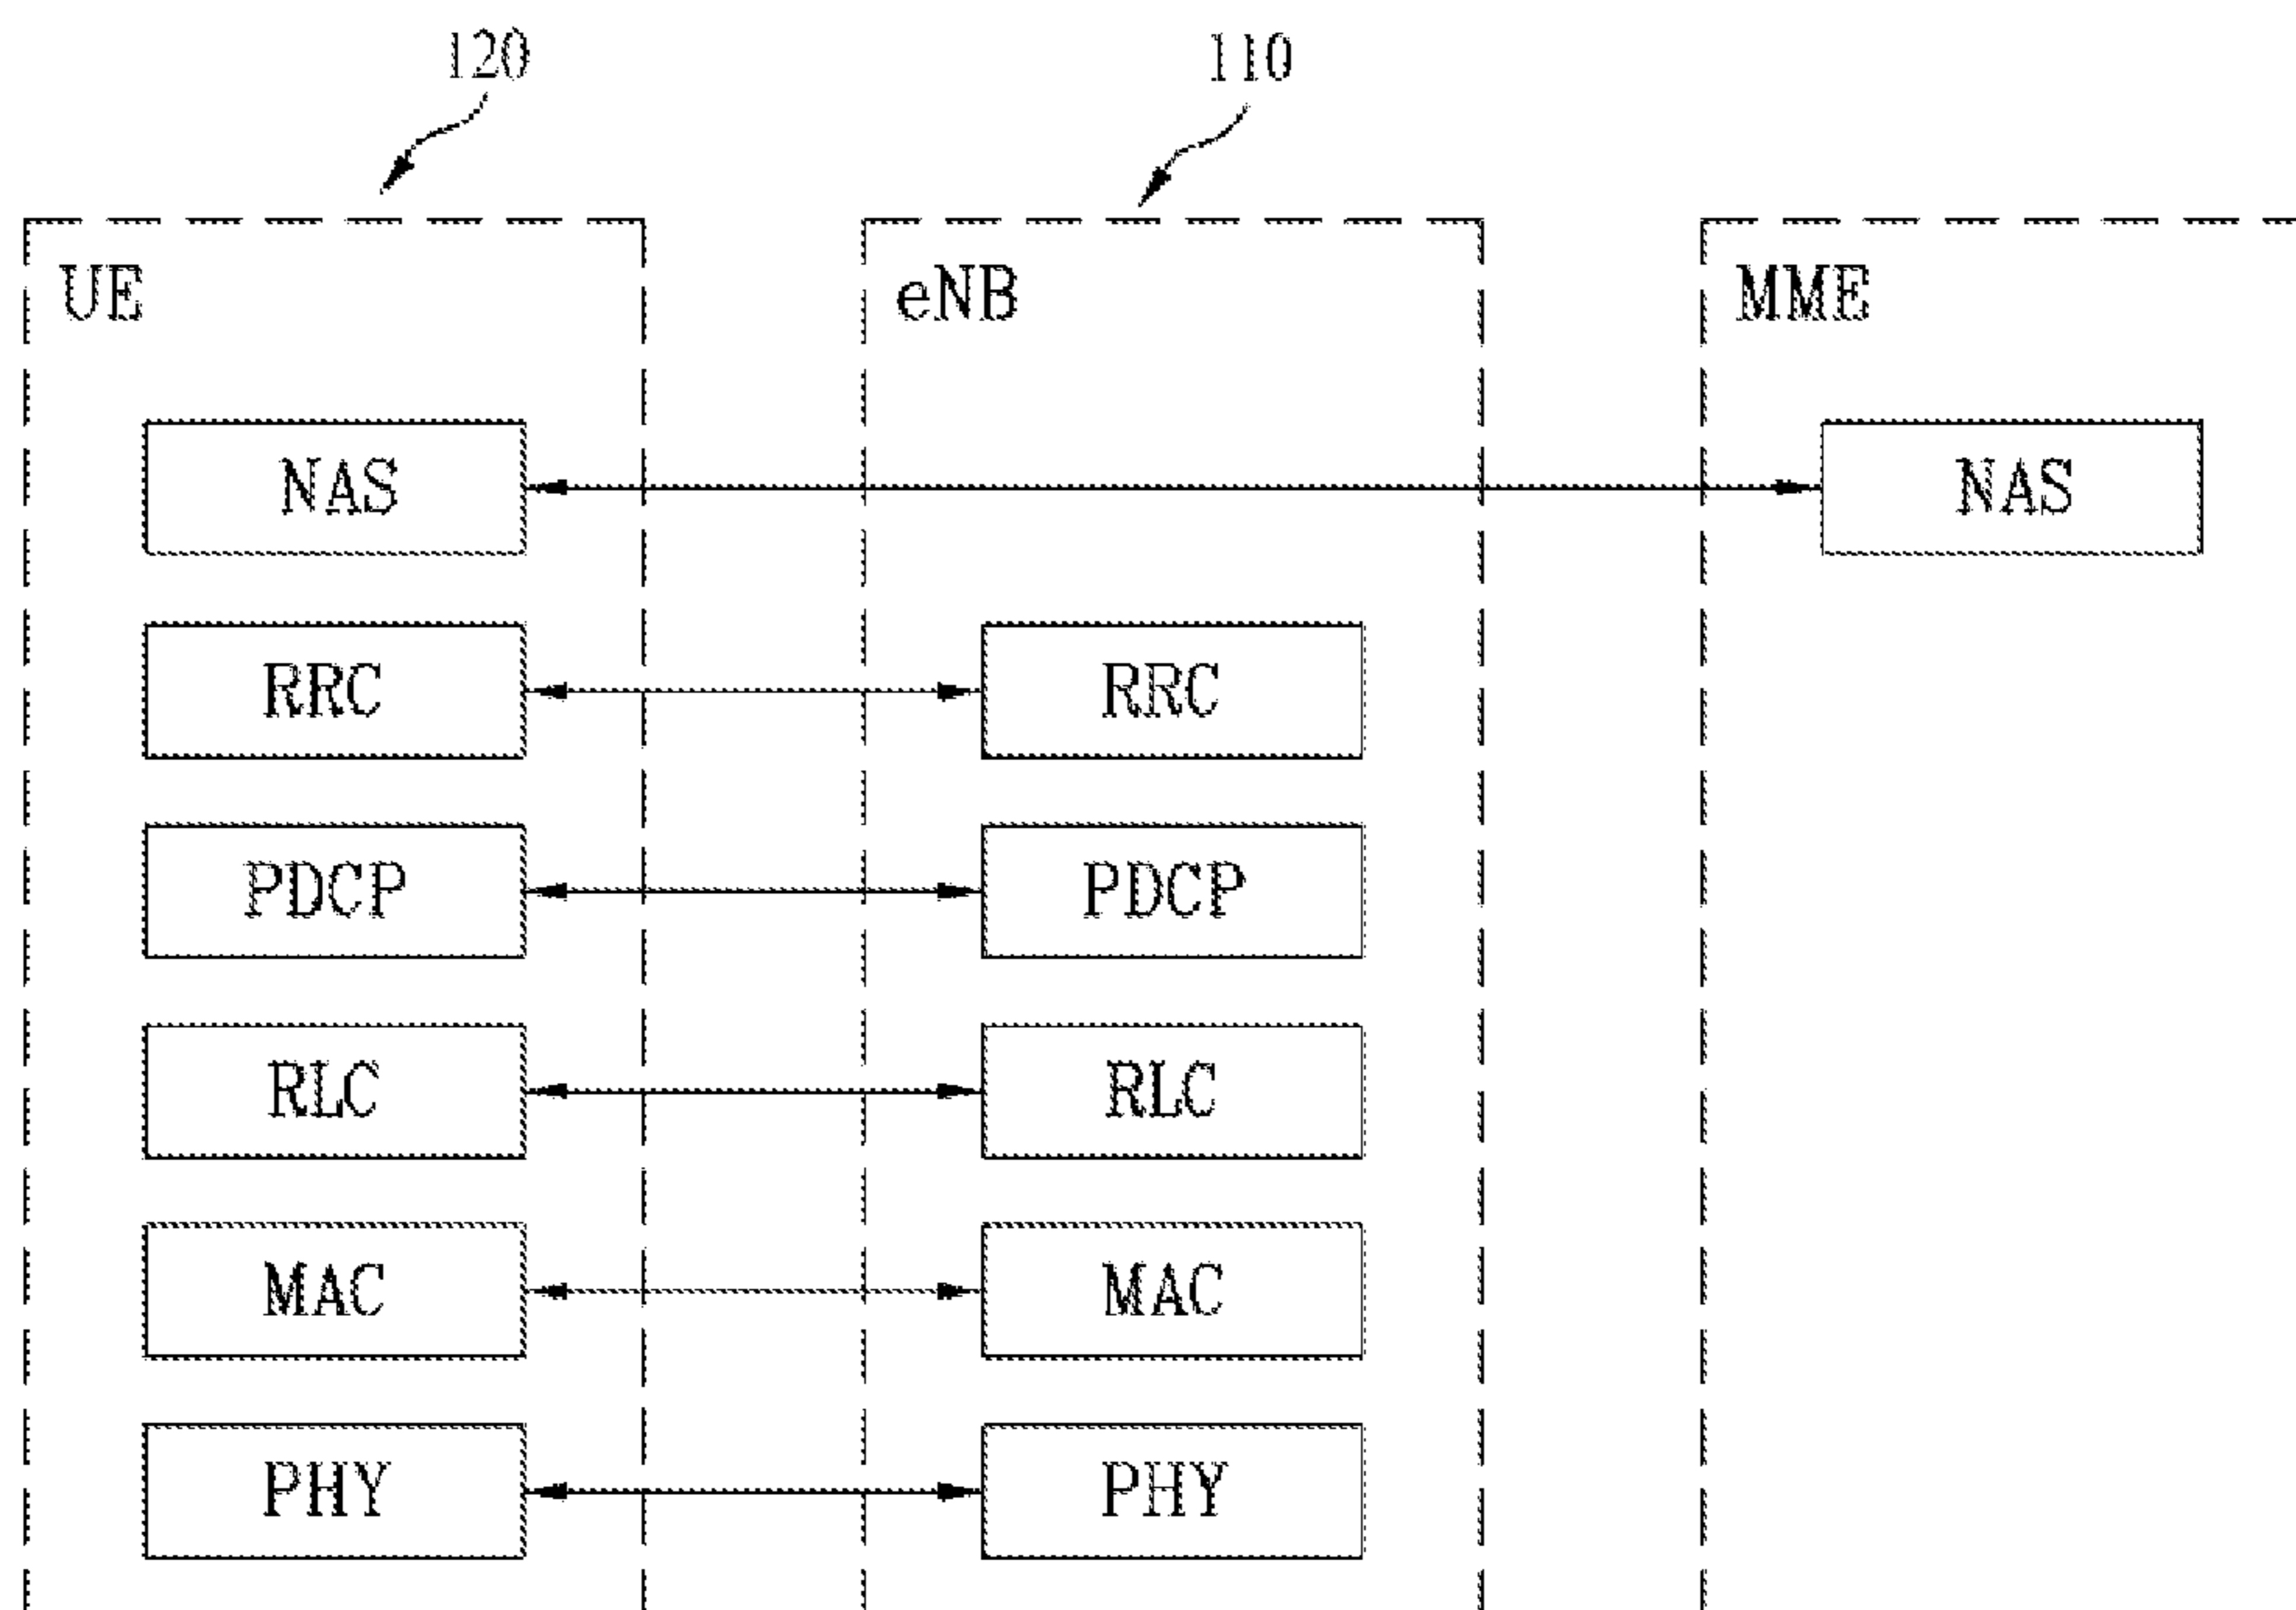 120 110
UE eNB MME
NAS NAS
RRC RRC
PDCP PDCP
RLC RLC
MAC MAC
PHY PHY